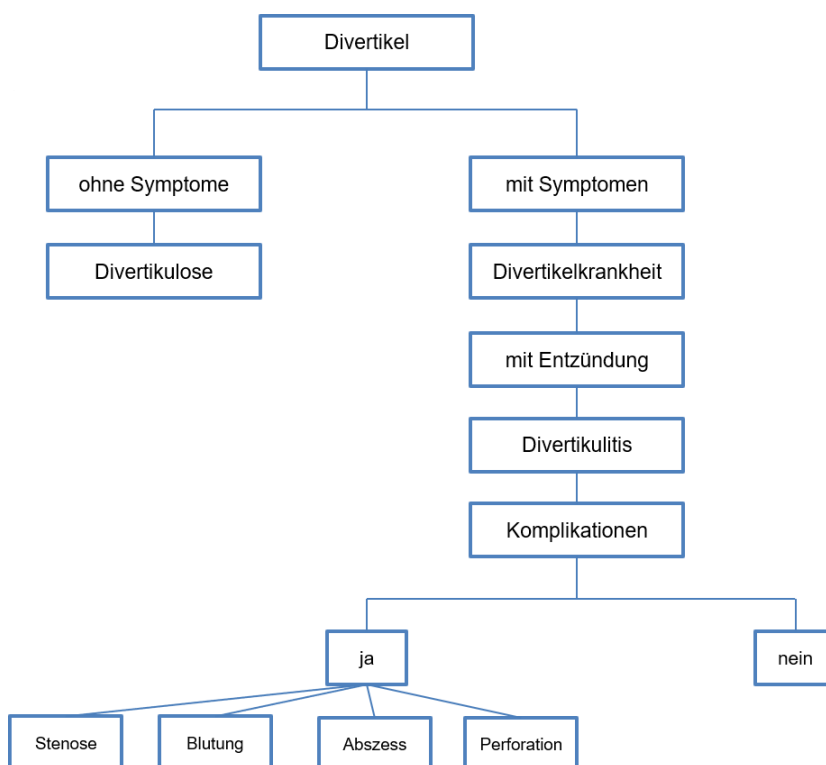 Divertikel
ohne Symptome
mit Symptomen
Divertikulose
Divertikelkrankheit
mit Entzündung
Divertikulitis
Komplikationen
ja
nein
Stenose
Blutung
Abszess
Perforation